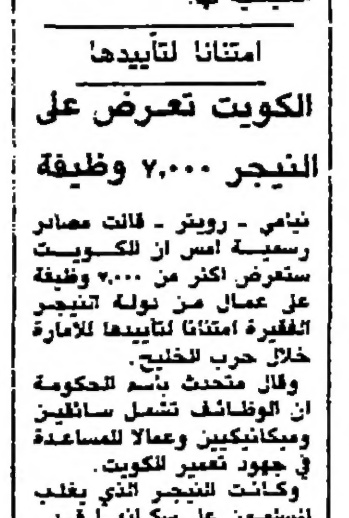 امتنانا لتأييدها
الكويت تعرض على
النيجر ٧,٠٠٠ وظيفة
نيامي - رويتر - قالت مصادر
رسمية امس ان الكويت
ستعرض اكثر من ٧,٠٠٠ وظيفة
على عمال من دولة النيجر
الفقيرة امتنانا لتأييدها للامارة
خلال حرب الخليج.
وقال متحدث باسم الحكومة
ان الوظائف تشمل سائقين
وميكانيكيين وعمالا للمساعدة
في جهود تعمير الكويت.
وكانت النيجر الذي يغلب